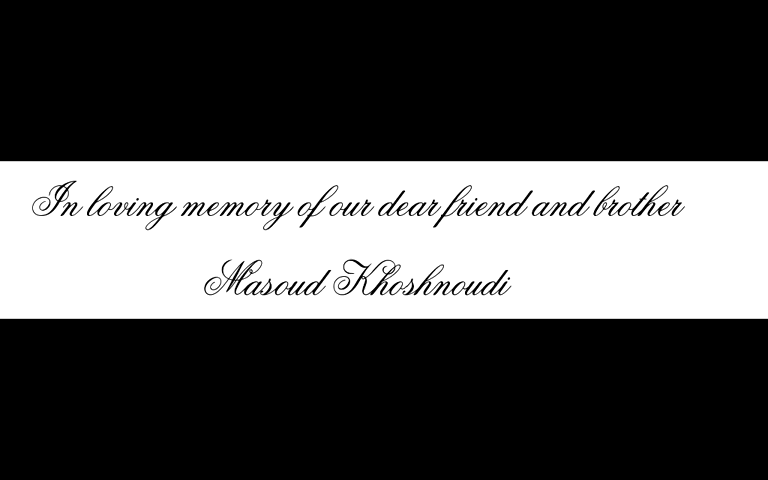 In loving memory of our dear friend and brother
Masoud Khoshnoudi